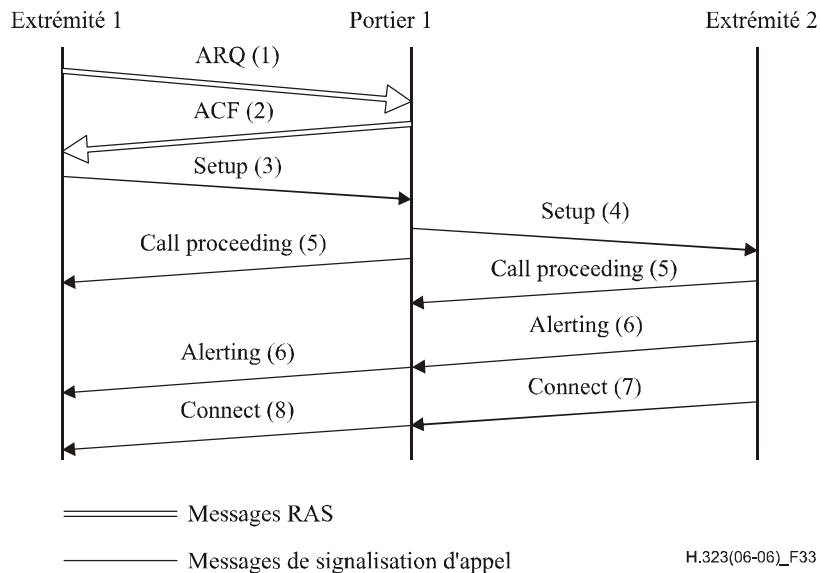 Extrémité 1
Portier 1
Extrémité 2
ARQ (1)
ACF (2)
Setup (3)
Setup (4)
Call proceeding (5)
Call proceeding (5)
Alerting (6)
Alerting (6)
Connect (7)
Connect (8)
Messages RAS
Messages de signalisation d'appel
H.323(06-06)_F33